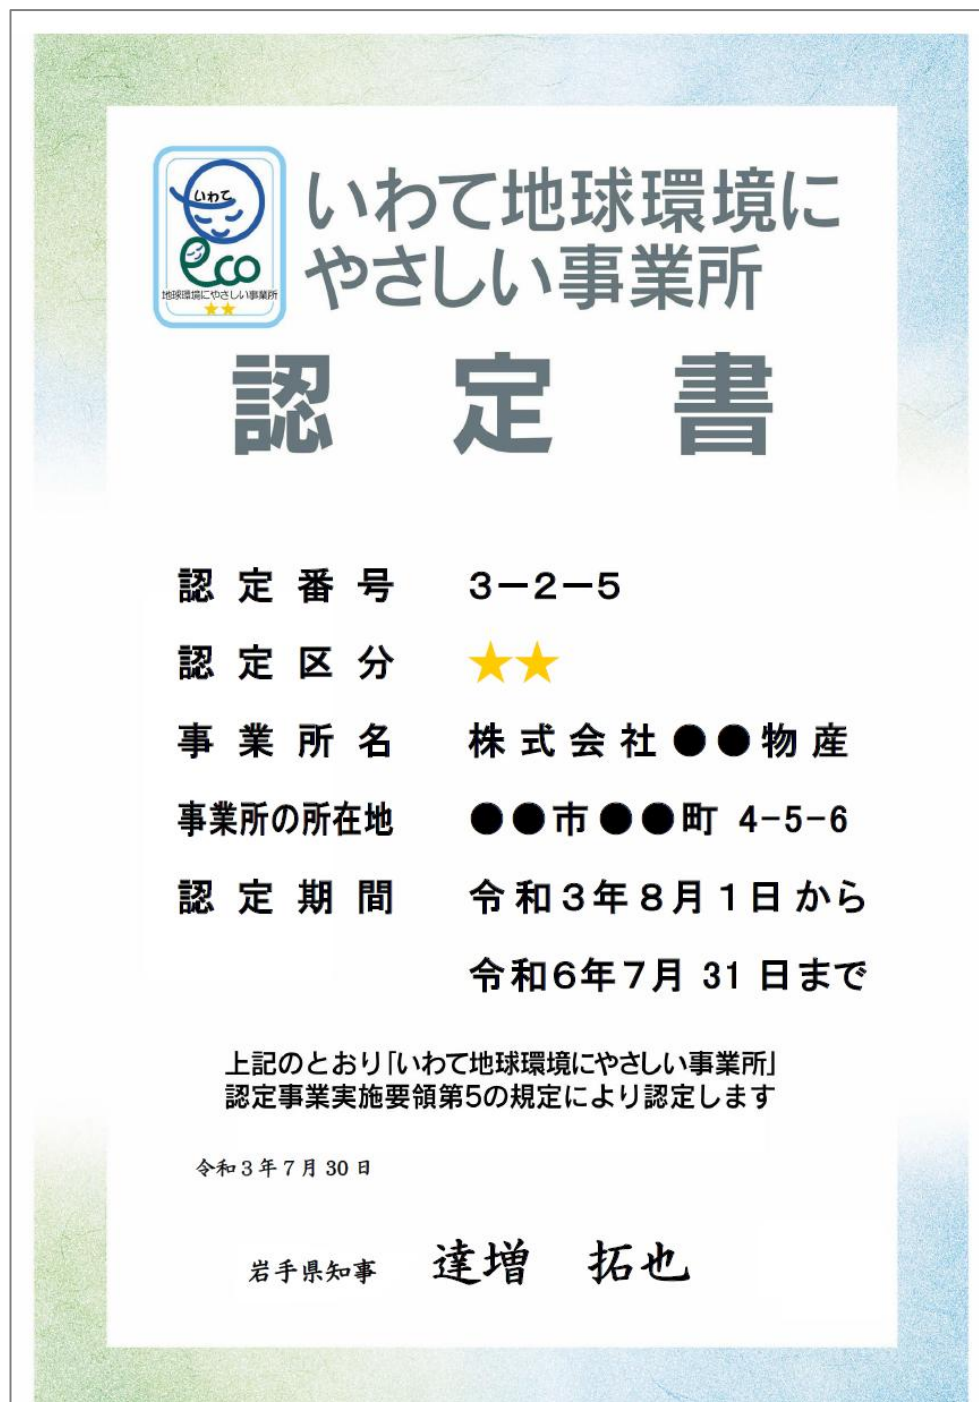 いわて
eco
地球環境にやさしい事業所
★★
いわて地球環境に
やさしい事業所
認定書
認定番号 3－2－5
認定区分 ★★
事業所名 株式会社●●物産
事業所の所在地 ●●市●●町 4-5-6
認定期間 令和3年8月1日から
令和6年7月31日まで
上記のとおり「いわて地球環境にやさしい事業所」
認定事業実施要領第5の規定により認定します
令和3年7月30日
岩手県知事 達増 拓也